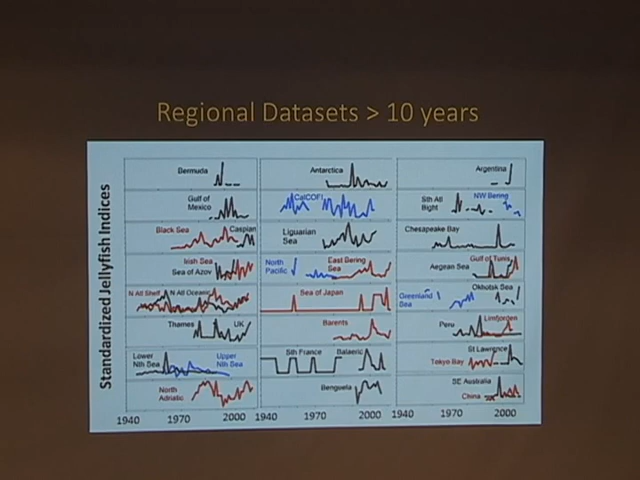 Regional Datasets > 10 years
Standardized Jellyfish Indices
Bermuda
Gulf of
Mexico
Black Sea
Caspian
Irish Sea
Sea of Azov
N Atl Shelf
N Atl Oceanic
Thames
UK
Lower
Nth Sea
Upper
Nth Sea
North
Adriatic
1940 1970 2000
Antarctica
CalCOFI
Liguarian
Sea
North
Pacific
East Bering
Sea
Sea of Japan
Barents
Sth France
Balaeric
Benguela
1940 1970 2000
Argentina
Sth Atl
Bight
NW Bering
Chesapeake Bay
Gulf of Tunis
Aegean Sea
Okhotsk Sea
Greenland
Sea
Peru
Limfjorden
St Lawrence
Tokyo Bay
SE Australia
China
1940 1970 2000